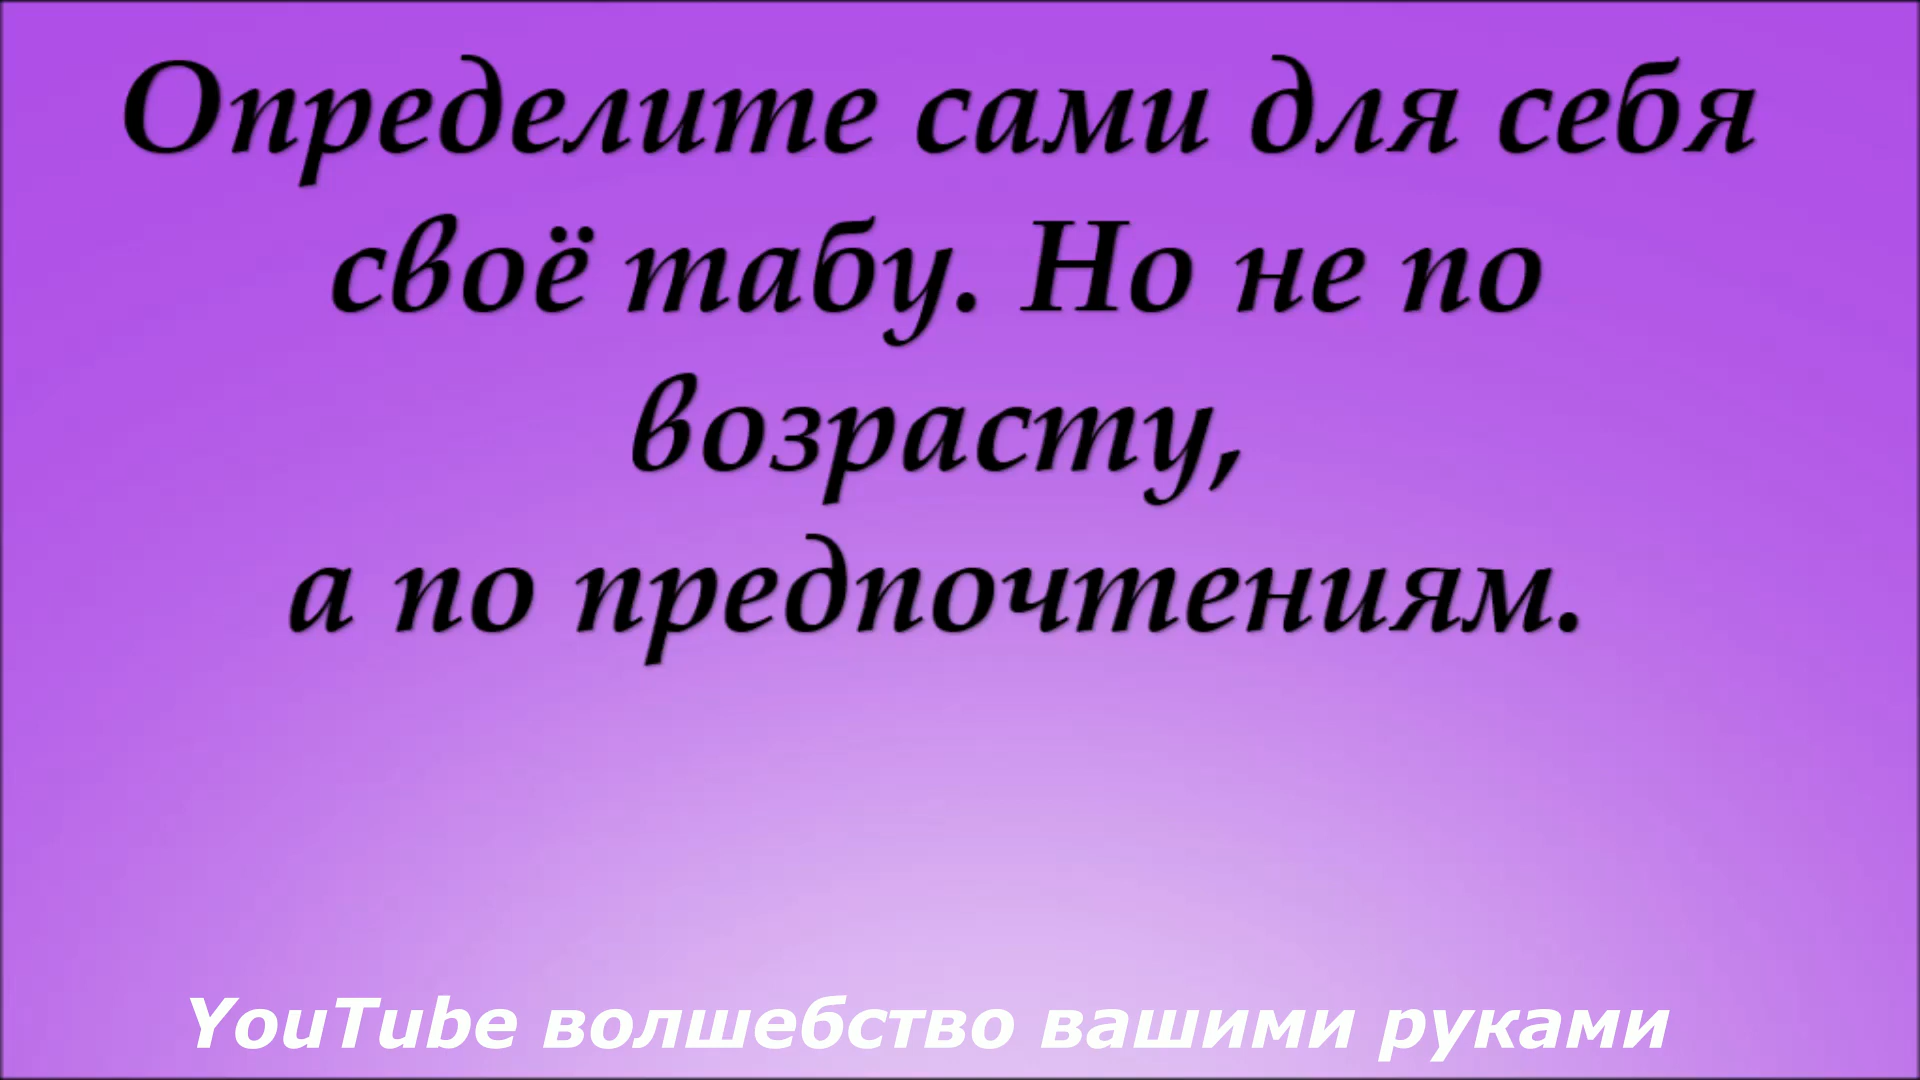 Определите сами для себя
своё табу. Но не по
возрасту,
а по предпочтениям.
YouTube волшебство вашими руками